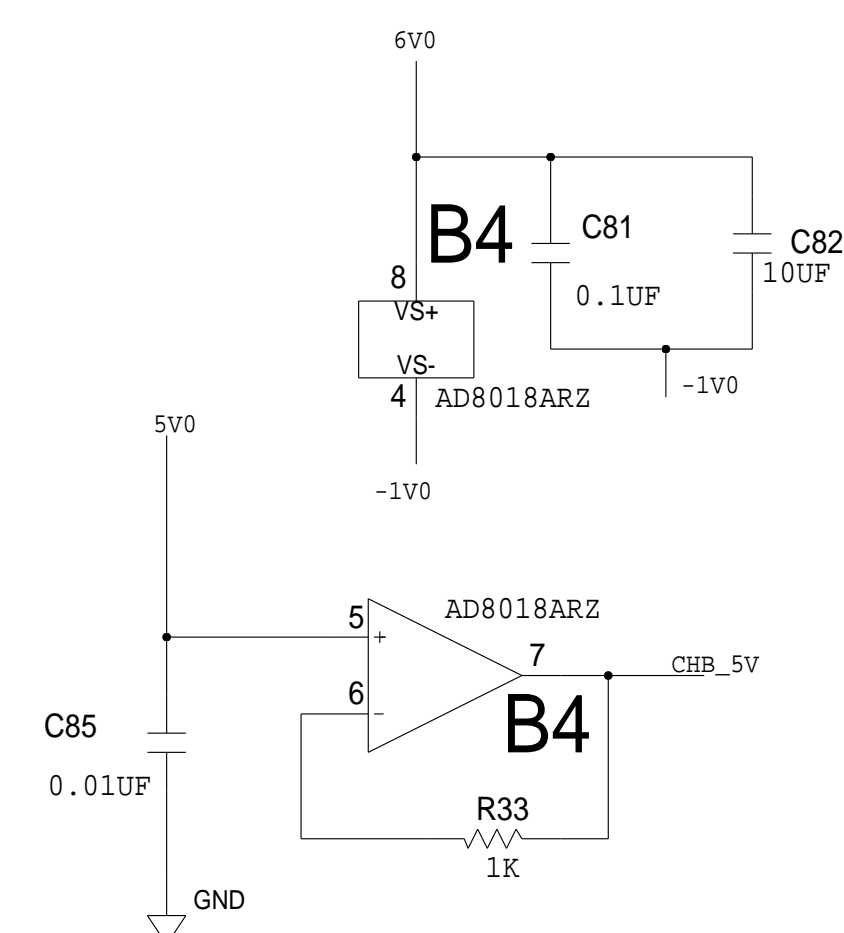 6V0
B4
C81
C82
10UF
8
0.1UF
VS+
VS-
-1V0
4
AD8018ARZ
5V0
-1V0
AD8018ARZ
5
+
7
CHB_5V
6
-
B4
C85
0.01UF
R33
1K
GND